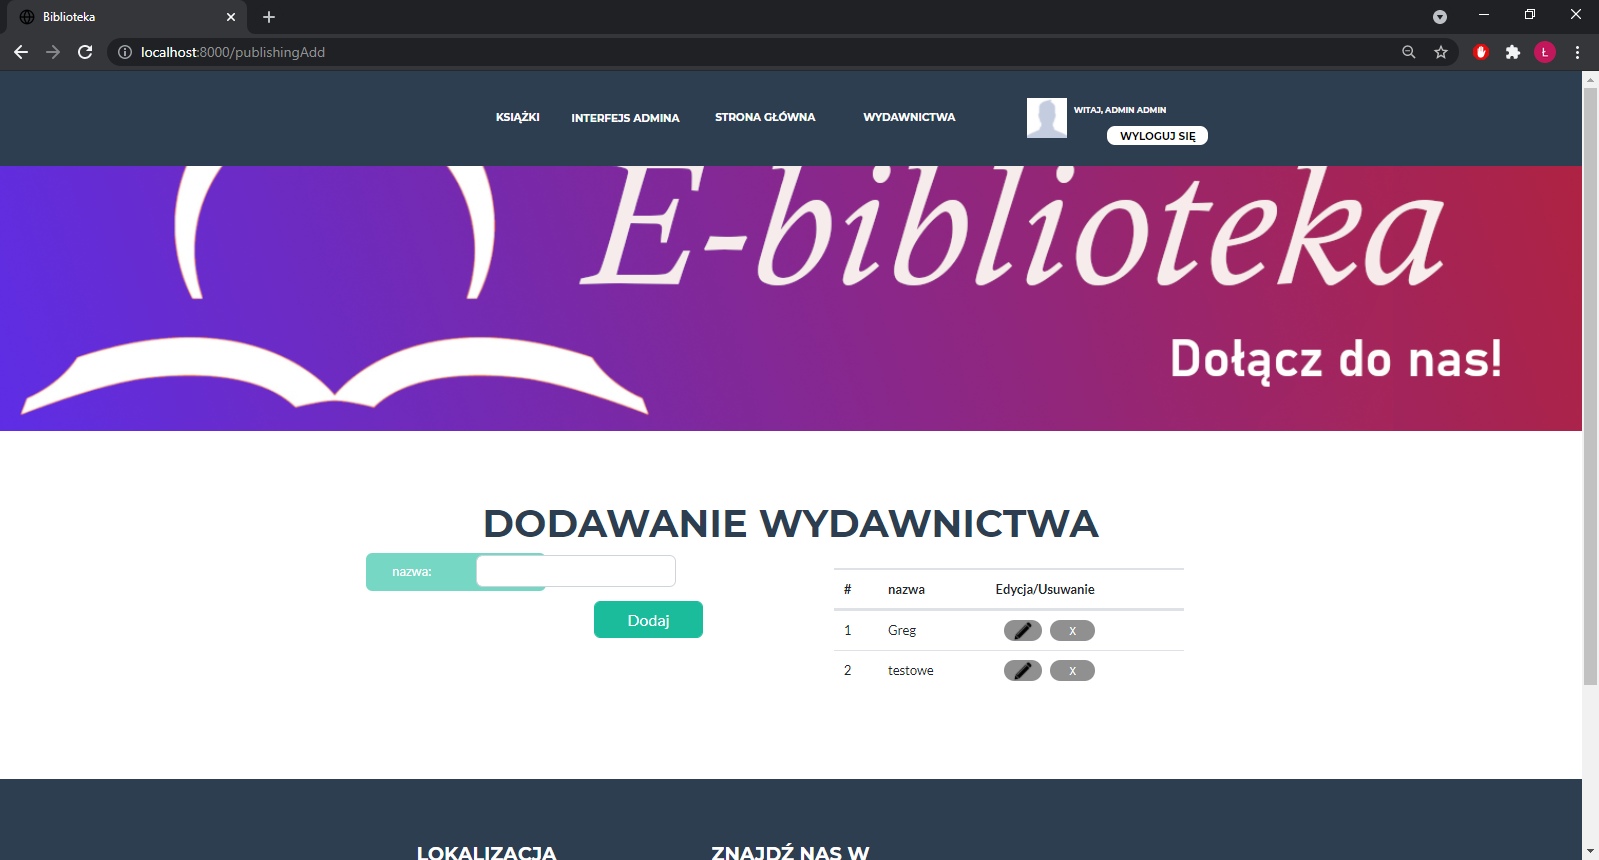 Biblioteka
localhost:8000/publishingAdd
Ł
KSIĄŻKI INTERFEJS ADMINA STRONA GŁÓWNA WYDAWNICTWA
WITAJ, ADMIN ADMIN
WYLOGUJ SIĘ
E-biblioteka
Dołącz do nas!
DODAWANIE WYDAWNICTWA
nazwa:
Dodaj
# nazwa Edycja/Usuwanie
1 Greg X
2 testowe X
LOKALIZACJA ZNAJDŹ NAS W